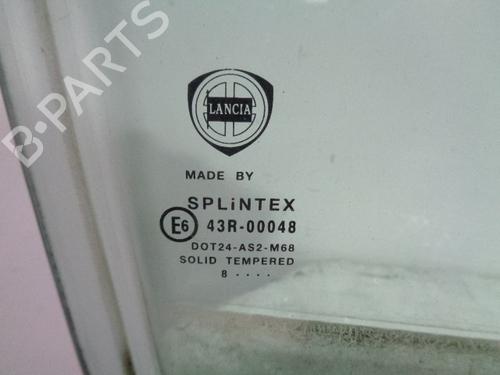 B-PARTS
LANCIA
MADE BY
SPLiNTEX
E6 43R-00048
DOT24-AS2-M68
SOLID TEMPERED
8 ....